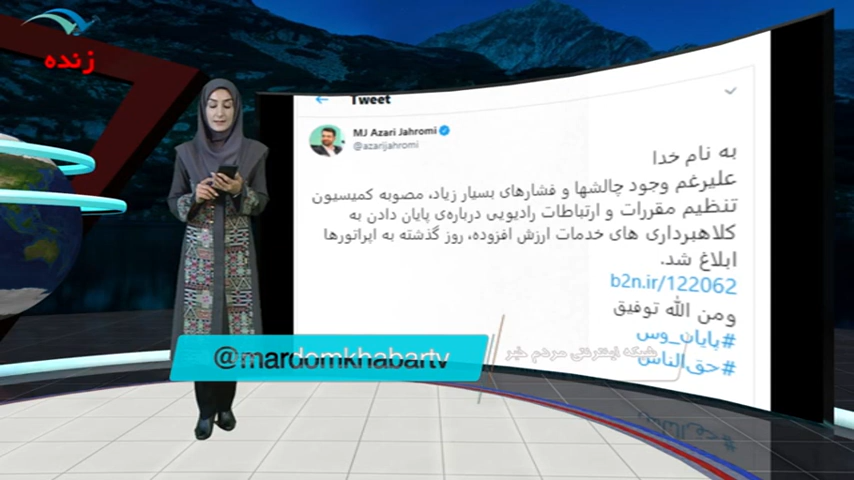 زنده
Tweet
MJ Azari Jahromi
@azarijahromi
به نام خدا
علیرغم وجود چالشها و فشارهای بسیار زیاد، مصوبه کمیسیون
تنظیم مقررات و ارتباطات رادیویی درباره‌ی پایان دادن به
کلاهبرداری های خدمات ارزش افزوده، روز گذشته به اپراتورها
ابلاغ شد.
b2n.ir/122062
ومن الله توفیق
#پایان_وس
#حق‌الناس
@mardomkhabartv
شبکه اینترنتی مردم خبر